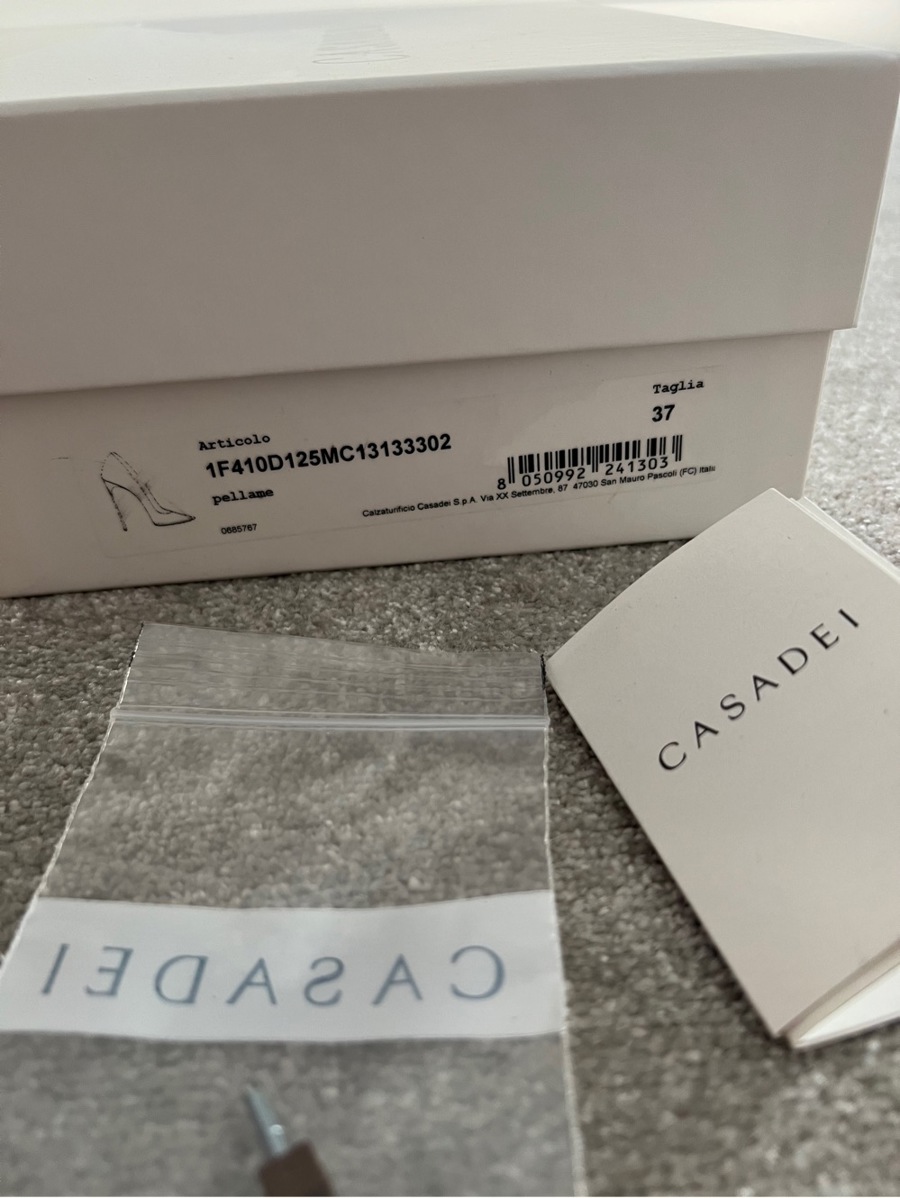 CASADEI
Articolo
Taglia
1F410D125MC13133302
37
pellame
8 050992 241303
0685767
Calzaturificio Casadei S.p.A. Via XX Settembre, 87 47030 San Mauro Pascoli (FC) Italia
CASADEI
CASADEI